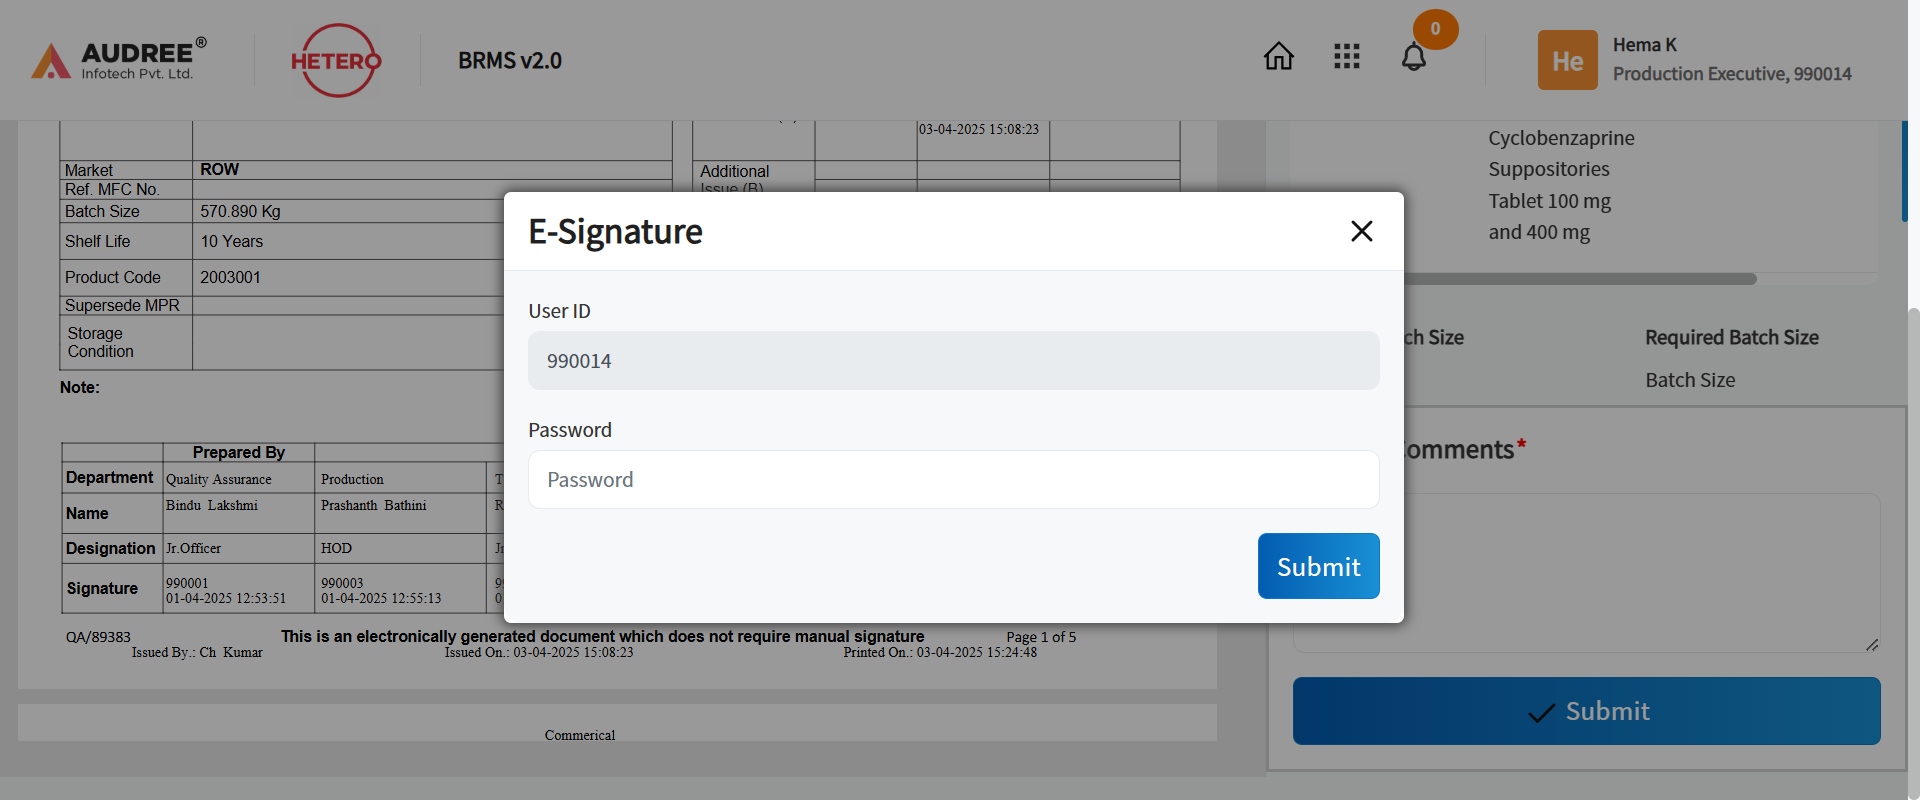 AUDREE®
Infotech Pvt. Ltd.
HETERO
BRMS v2.0
0
He
Hema K
Production Executive, 990014
03-04-2025 15:08:23
Market ROW
Ref. MFC No.
Batch Size 570.890 Kg
Shelf Life 10 Years
Product Code 2003001
Supersede MPR
Storage
Condition
Note:
Additional
Issue (B)
Prepared By
Department Quality Assurance Production T
Name Bindu Lakshmi Prashanth Bathini R
Designation Jr.Officer HOD Jr
Signature 990001 990003 99
01-04-2025 12:53:51 01-04-2025 12:55:13 0
QA/89383 This is an electronically generated document which does not require manual signature Page 1 of 5
Issued By.: Ch Kumar Issued On.: 03-04-2025 15:08:23 Printed On.: 03-04-2025 15:24:48
Commerical
E-Signature
User ID
990014
Password
Password
Submit
Cyclobenzaprine
Suppositories
Tablet 100 mg
and 400 mg
ch Size Required Batch Size
Batch Size
omments*
Submit